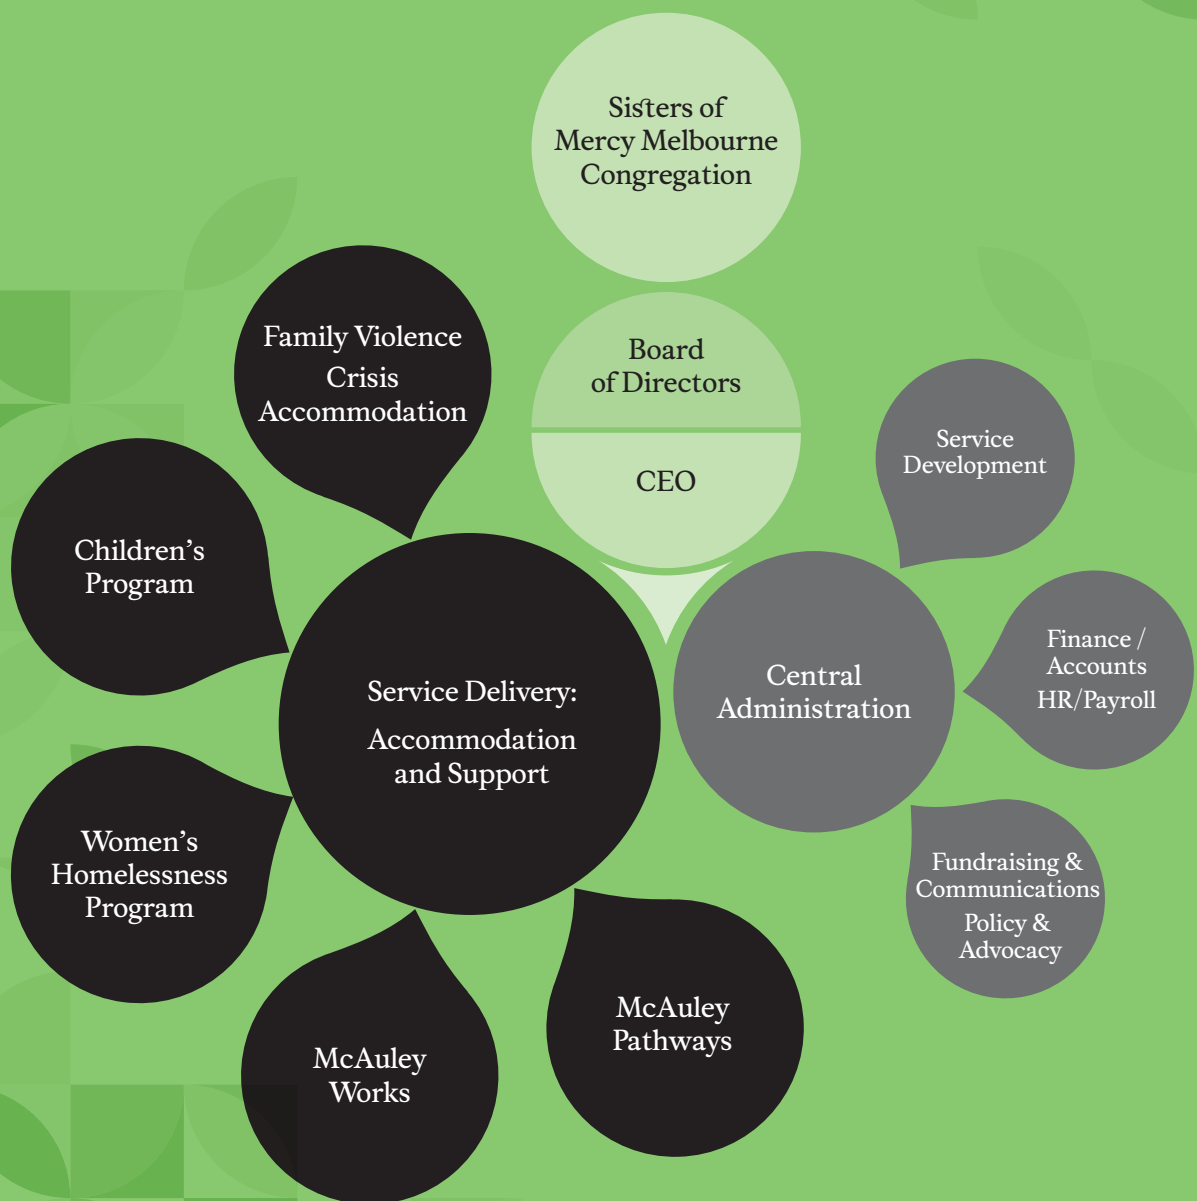 Sisters of
Mercy Melbourne
Congregation
Board
of Directors
CEO
Family Violence
Crisis
Accommodation
Children’s
Program
Women’s
Homelessness
Program
McAuley
Works
McAuley
Pathways
Service Delivery:
Accommodation
and Support
Central
Administration
Service
Development
Finance /
Accounts
HR/Payroll
Fundraising &
Communications
Policy &
Advocacy